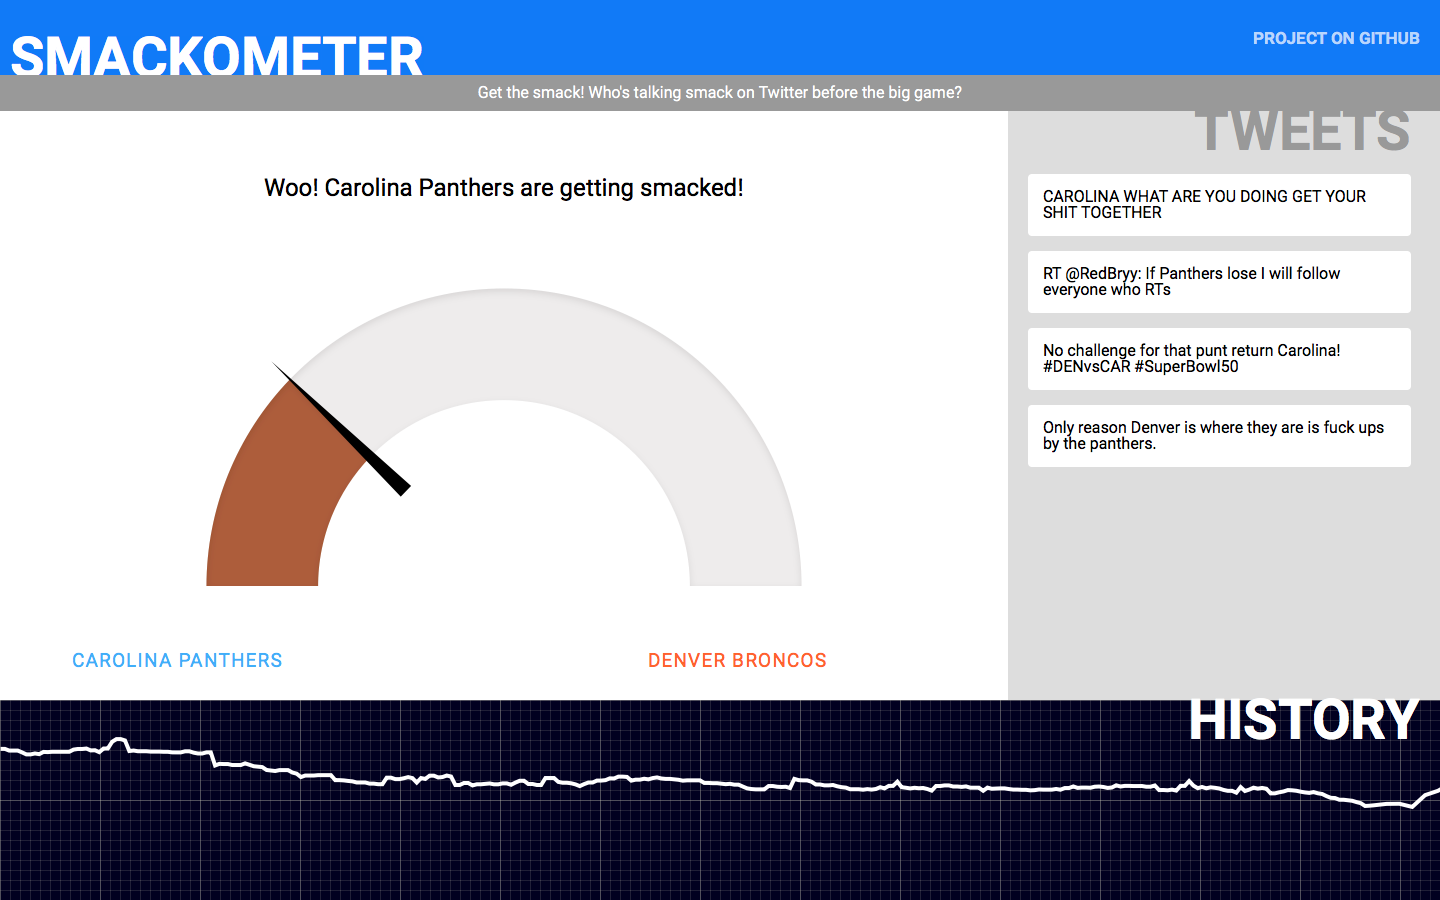 SMACKOMETER
PROJECT ON GITHUB
Get the smack! Who's talking smack on Twitter before the big game?
Woo! Carolina Panthers are getting smacked!
CAROLINA PANTHERS
DENVER BRONCOS
TWEETS
CAROLINA WHAT ARE YOU DOING GET YOUR
SHIT TOGETHER
RT @RedBryy: If Panthers lose I will follow
everyone who RTs
No challenge for that punt return Carolina!
#DENvsCAR #SuperBowl50
Only reason Denver is where they are is fuck ups
by the panthers.
HISTORY